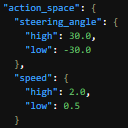 "action_space": {
"steering_angle": {
"high": 30.0,
"low": -30.0
},
"speed": {
"high": 2.0,
"low": 0.5
}